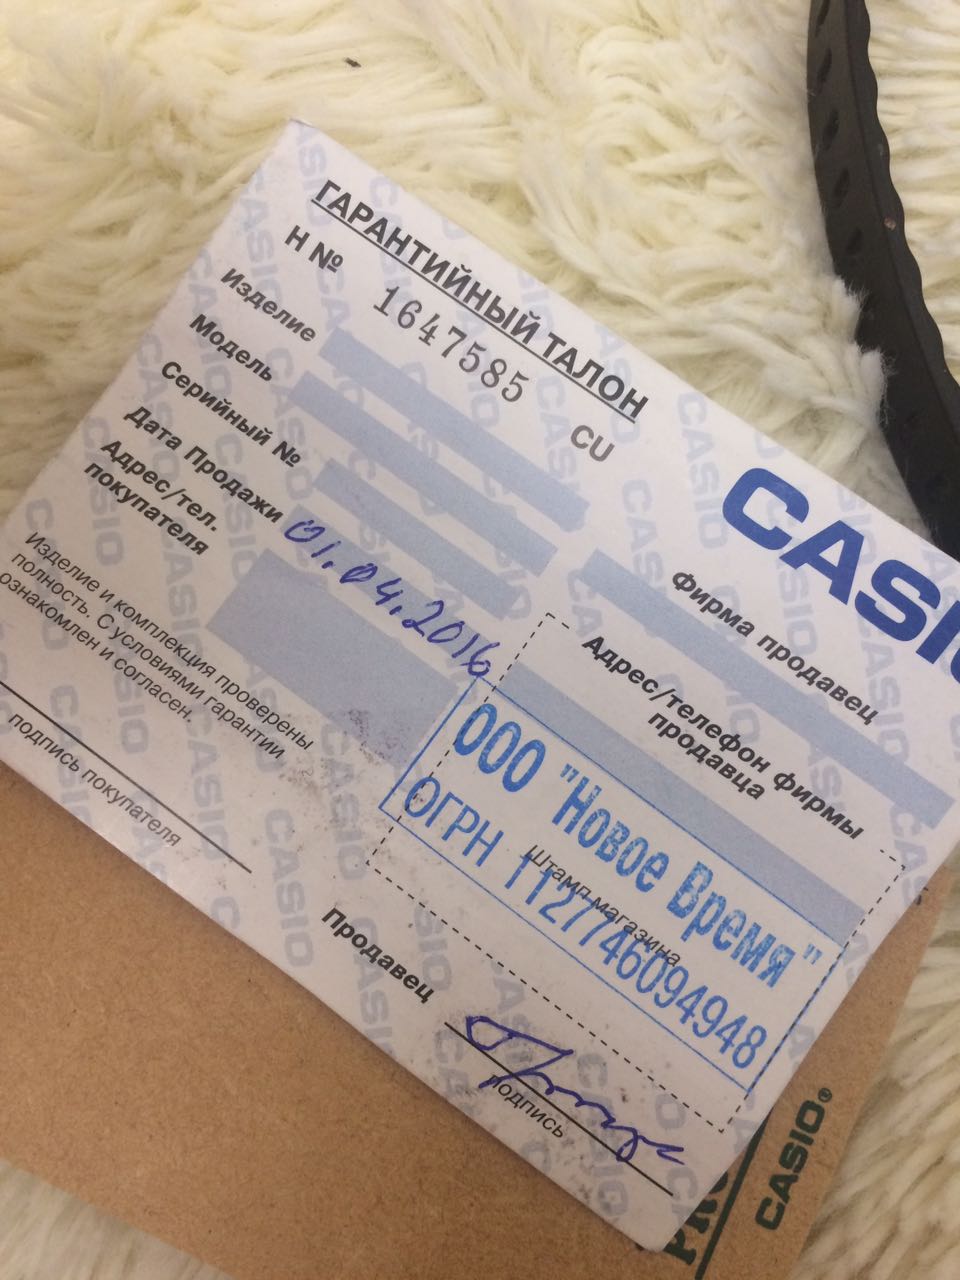 ГАРАНТИЙНЫЙ ТАЛОН
Н № 1647585 CU
Изделие
Модель
Серийный №
Дата Продажи 01.04.2016
Адрес/тел.
покупателя
Изделие и комплекция проверены
полность. С условиями гарантии
ознакомлен и согласен.
подпись покупателя
CASIO
Фирма продавец
Адрес/телефон фирмы
продавца
ООО "Новое Время"
Штамп магазина
ОГРН 1127746094948
Продавец
подпись
CASIO®